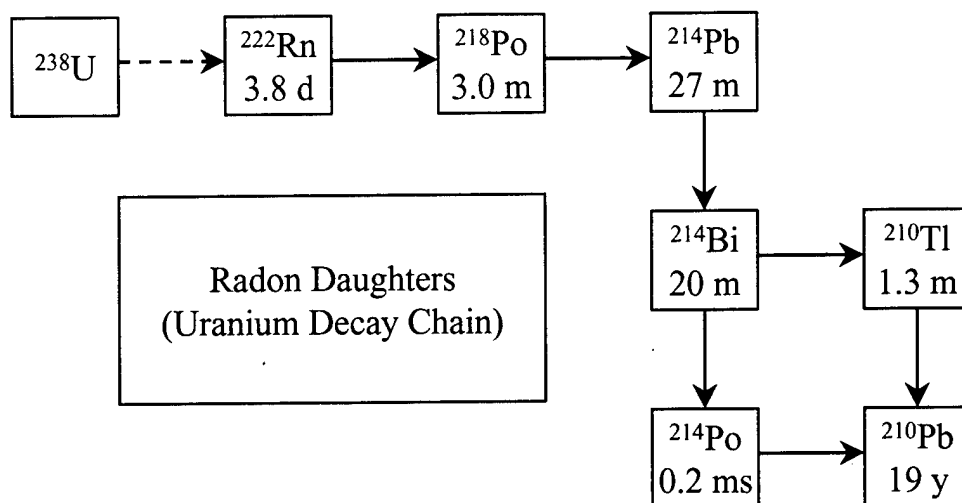 ²³⁸U
²²²Rn
3.8 d
²¹⁸Po
3.0 m
²¹⁴Pb
27 m
Radon Daughters
(Uranium Decay Chain)
²¹⁴Bi
20 m
²¹⁰Tl
1.3 m
²¹⁴Po
0.2 ms
²¹⁰Pb
19 y